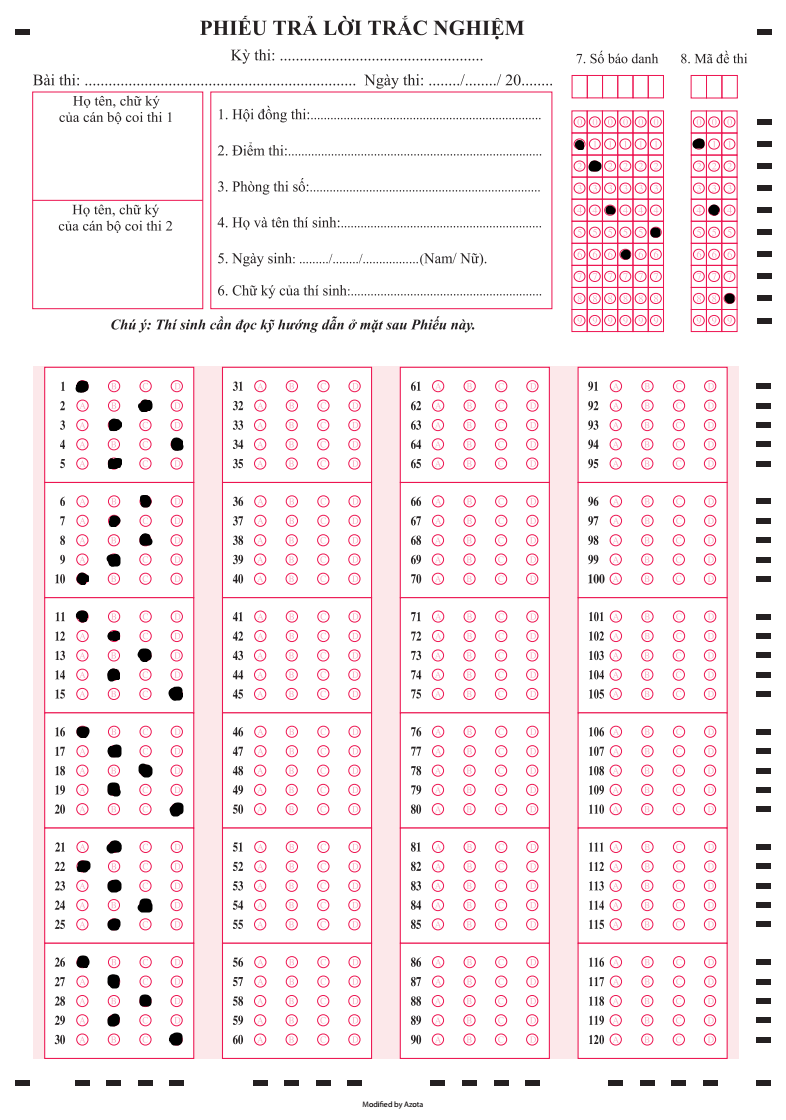 PHIẾU TRẢ LỜI TRẮC NGHIỆM
Kỳ thi: ...................................................
7. Số báo danh 8. Mã đề thi
Bài thi: .................................................................... Ngày thi: ......../......../ 20........
Họ tên, chữ ký
của cán bộ coi thi 1
Họ tên, chữ ký
của cán bộ coi thi 2
1. Hội đồng thi:......................................................................
2. Điểm thi:.............................................................................
3. Phòng thi số:......................................................................
4. Họ và tên thí sinh:.............................................................
5. Ngày sinh: ........./......../.................(Nam/ Nữ).
6. Chữ ký của thí sinh:..........................................................
Chú ý: Thí sinh cần đọc kỹ hướng dẫn ở mặt sau Phiếu này.
1 31 61 91
2 32 62 92
3 33 63 93
4 34 64 94
5 35 65 95
6 36 66 96
7 37 67 97
8 38 68 98
9 39 69 99
10 40 70 100
11 41 71 101
12 42 72 102
13 43 73 103
14 44 74 104
15 45 75 105
16 46 76 106
17 47 77 107
18 48 78 108
19 49 79 109
20 50 80 110
21 51 81 111
22 52 82 112
23 53 83 113
24 54 84 114
25 55 85 115
26 56 86 116
27 57 87 117
28 58 88 118
29 59 89 119
30 60 90 120
Modified by Azota